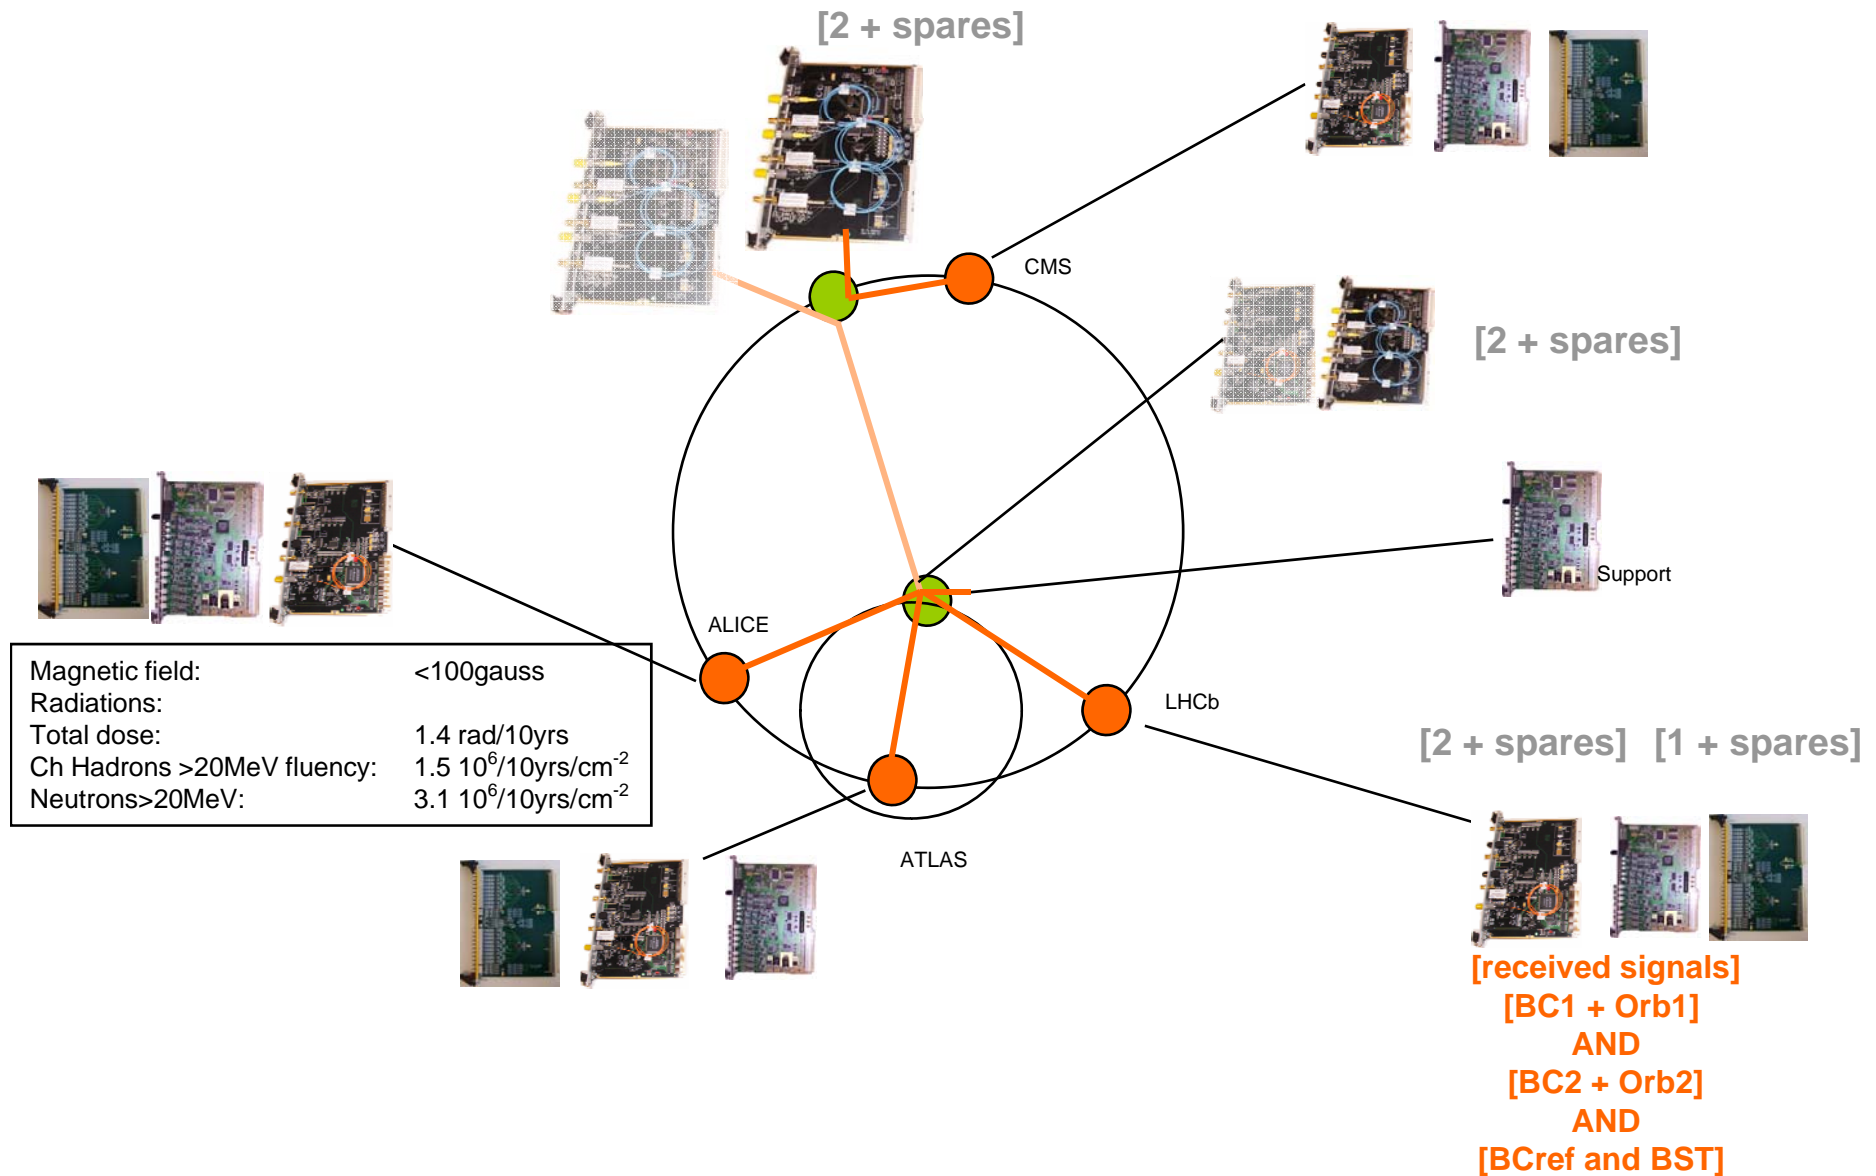 [2 + spares]
CMS
[2 + spares]
Support
ALICE
Magnetic field: <100gauss
Radiations:
Total dose: 1.4 rad/10yrs
Ch Hadrons >20MeV fluency: 1.5 10⁶/10yrs/cm⁻²
Neutrons>20MeV: 3.1 10⁶/10yrs/cm⁻²
LHCb
[2 + spares] [1 + spares]
ATLAS
[received signals]
[BC1 + Orb1]
AND
[BC2 + Orb2]
AND
[BCref and BST]